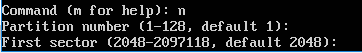 Command (m for help): n
Partition number (1-128, default 1):
First sector (2048-2097118, default 2048):